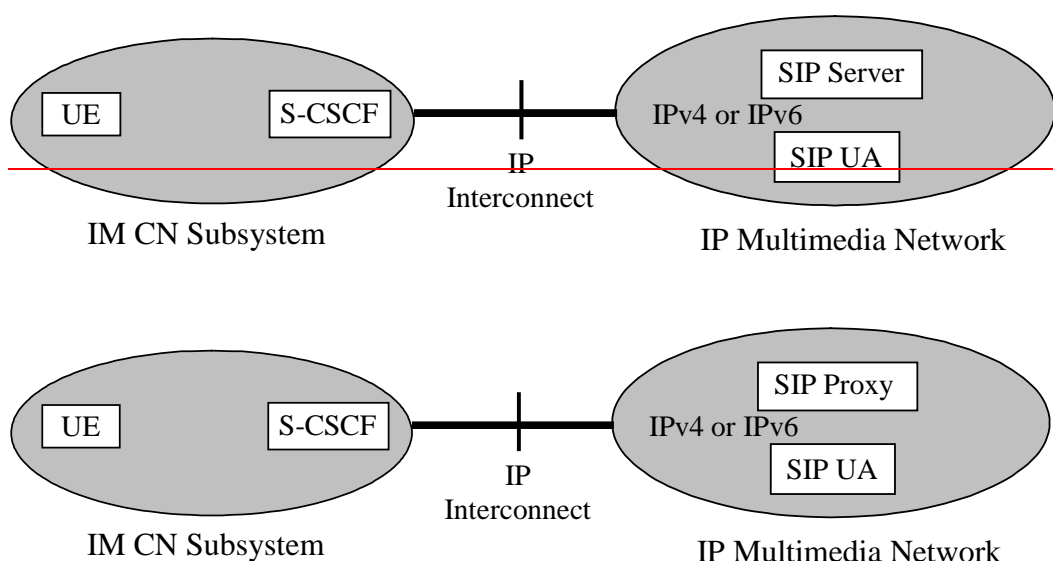 SIP Server
UE
S-CSCF
IPv4 or IPv6
SIP UA
IP
Interconnect
IM CN Subsystem
IP Multimedia Network
SIP Proxy
UE
S-CSCF
IPv4 or IPv6
SIP UA
IP
Interconnect
IM CN Subsystem
IP Multimedia Network